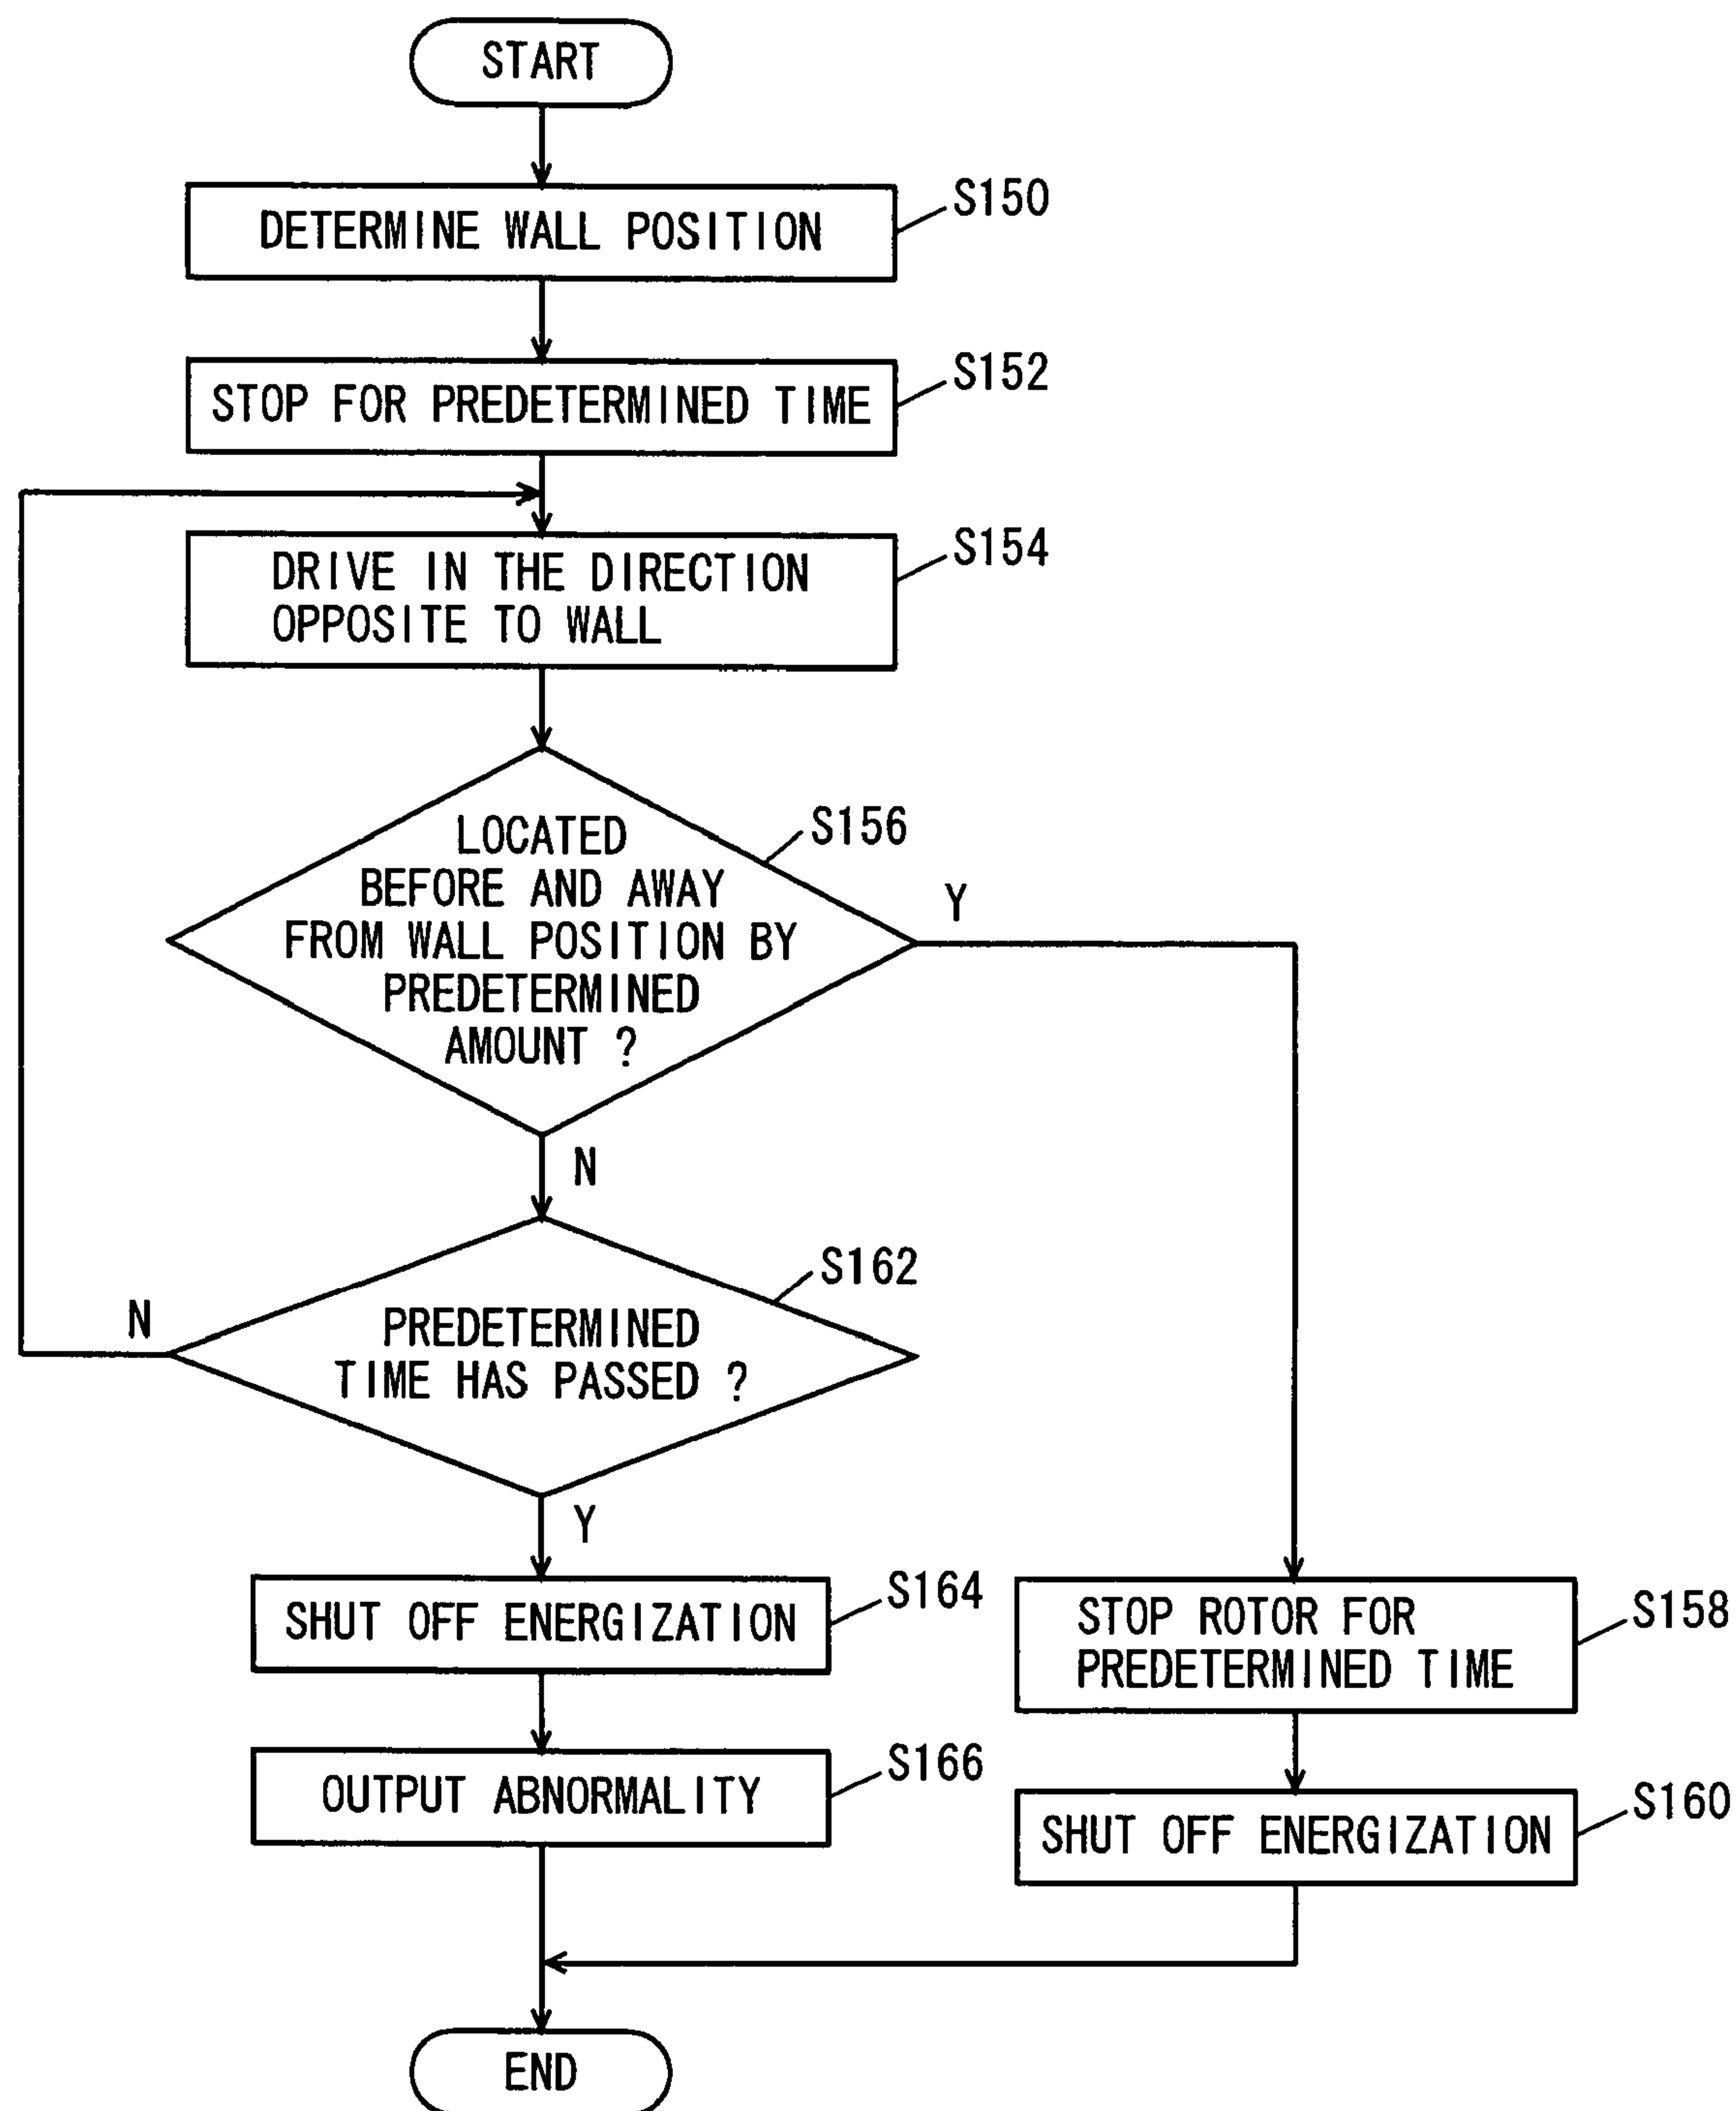 START
DETERMINE WALL POSITION
S150
STOP FOR PREDETERMINED TIME
S152
DRIVE IN THE DIRECTION
OPPOSITE TO WALL
S154
LOCATED
BEFORE AND AWAY
FROM WALL POSITION BY
PREDETERMINED
AMOUNT ?
S156
Y
N
PREDETERMINED
TIME HAS PASSED ?
S162
N
Y
SHUT OFF ENERGIZATION
S164
OUTPUT ABNORMALITY
S166
STOP ROTOR FOR
PREDETERMINED TIME
S158
SHUT OFF ENERGIZATION
S160
END